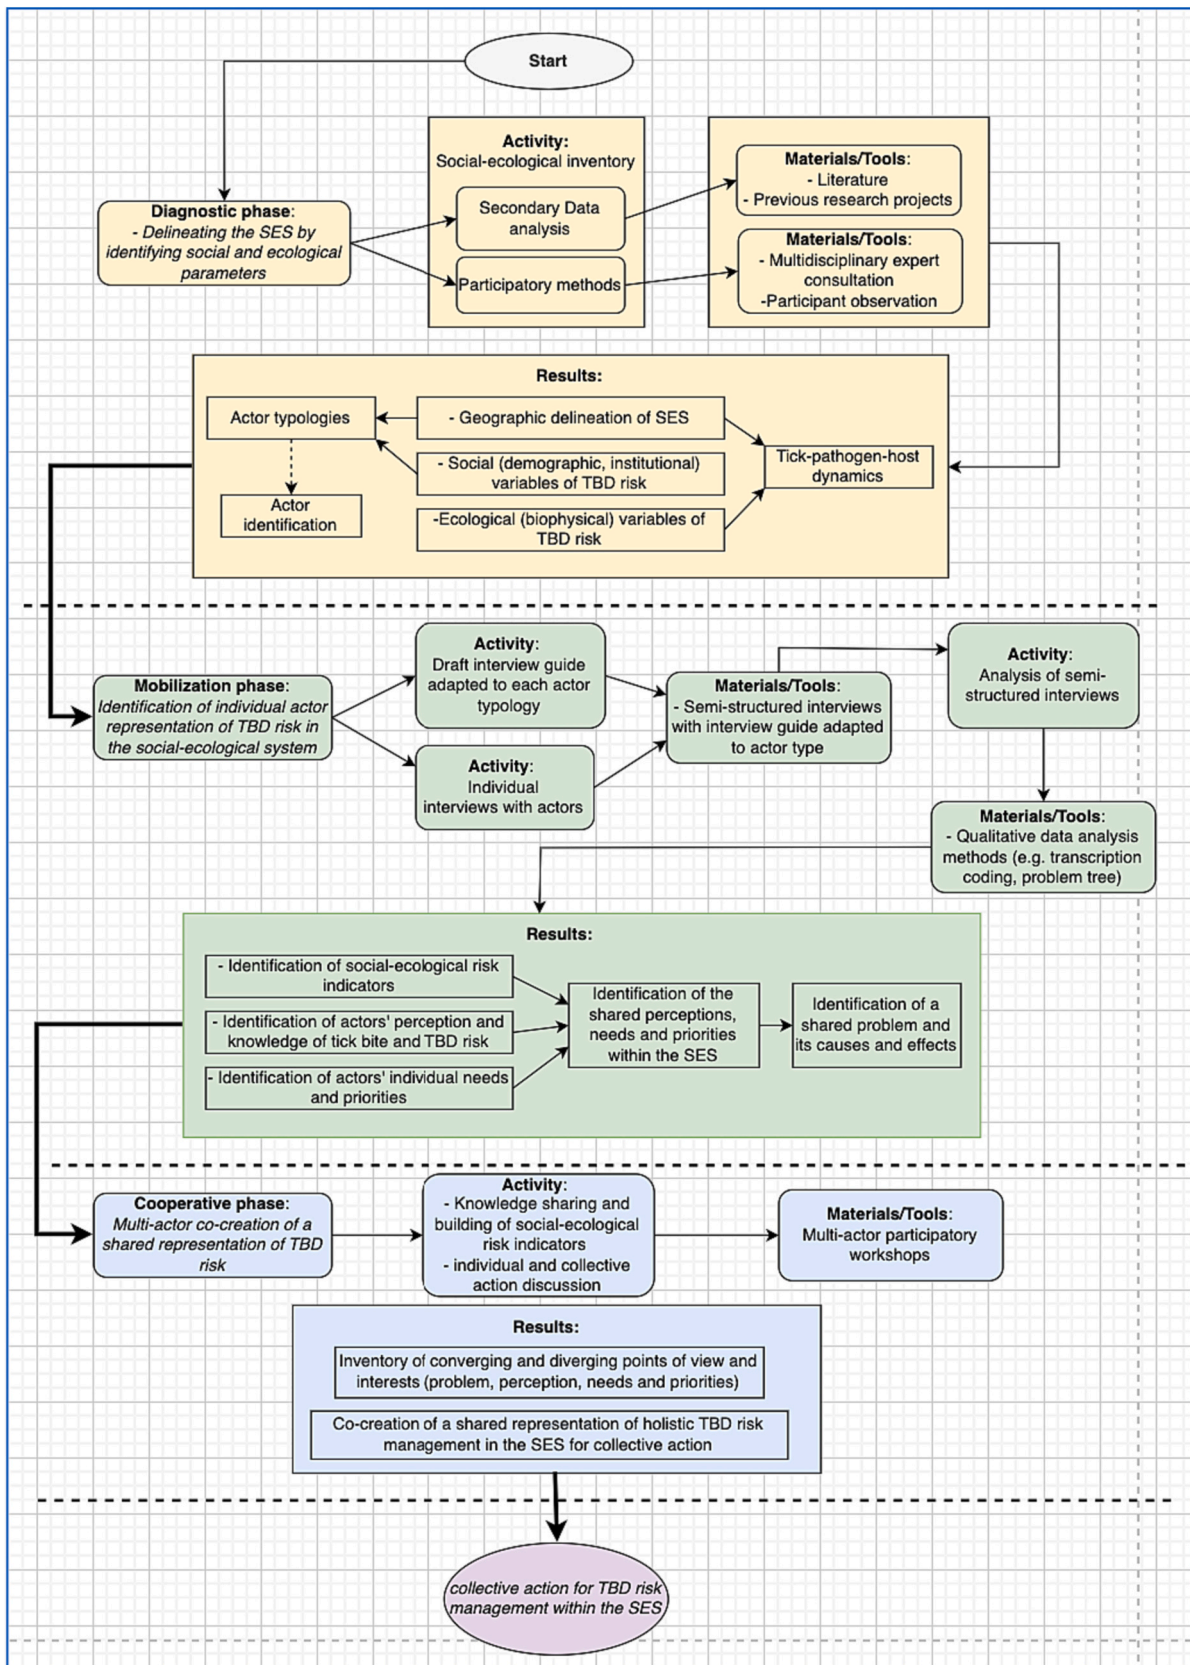 Start
Activity:
Social-ecological inventory
Secondary Data
analysis
Participatory methods
Materials/Tools:
- Literature
- Previous research projects
Materials/Tools:
- Multidisciplinary expert
consultation
-Participant observation
Diagnostic phase:
- Delineating the SES by
identifying social and ecological
parameters
Results:
Actor typologies
Actor
identification
- Geographic delineation of SES
- Social (demographic, institutional)
variables of TBD risk
-Ecological (biophysical) variables of
TBD risk
Tick-pathogen-host
dynamics
Mobilization phase:
Identification of individual actor
representation of TBD risk in
the social-ecological system
Activity:
Draft interview guide
adapted to each actor
typology
Activity:
Individual
interviews with actors
Materials/Tools:
- Semi-structured interviews
with interview guide adapted
to actor type
Activity:
Analysis of semi-
structured interviews
Materials/Tools:
- Qualitative data analysis
methods (e.g. transcription
coding, problem tree)
Results:
- Identification of social-ecological risk
indicators
- Identification of actors' perception and
knowledge of tick bite and TBD risk
- Identification of actors' individual needs
and priorities
Identification of the
shared perceptions,
needs and priorities
within the SES
Identification of a
shared problem and
its causes and effects
Cooperative phase:
Multi-actor co-creation of a
shared representation of TBD
risk
Activity:
- Knowledge sharing and
building of social-ecological
risk indicators
- individual and collective
action discussion
Materials/Tools:
Multi-actor participatory
workshops
Results:
Inventory of converging and diverging points of view and
interests (problem, perception, needs and priorities)
Co-creation of a shared representation of holistic TBD risk
management in the SES for collective action
collective action for TBD risk
management within the SES